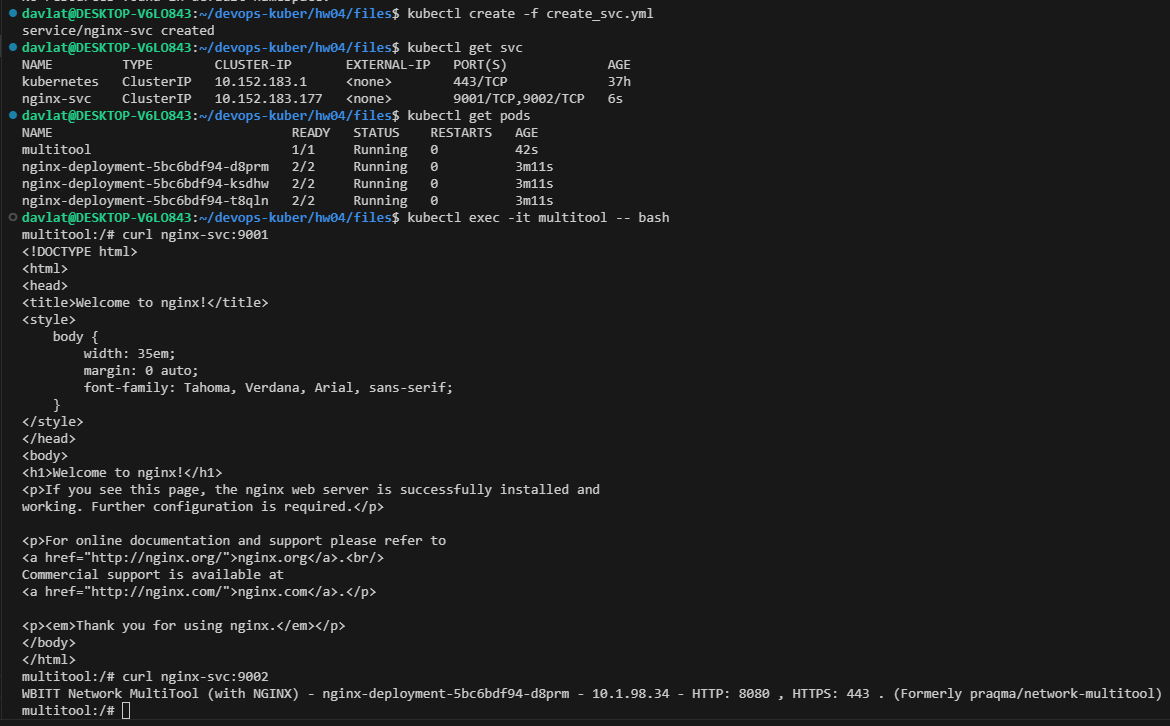 davlat@DESKTOP-V6LO843:~/devops-kuber/hw04/files$ kubectl create -f create_svc.yml
service/nginx-svc created
davlat@DESKTOP-V6LO843:~/devops-kuber/hw04/files$ kubectl get svc
NAME         TYPE        CLUSTER-IP       EXTERNAL-IP   PORT(S)             AGE
kubernetes   ClusterIP   10.152.183.1     <none>        443/TCP             37h
nginx-svc    ClusterIP   10.152.183.177   <none>        9001/TCP,9002/TCP   6s
davlat@DESKTOP-V6LO843:~/devops-kuber/hw04/files$ kubectl get pods
NAME                                READY   STATUS    RESTARTS   AGE
multitool                           1/1     Running   0          42s
nginx-deployment-5bc6bdf94-d8prm   2/2     Running   0          3m11s
nginx-deployment-5bc6bdf94-ksdhw   2/2     Running   0          3m11s
nginx-deployment-5bc6bdf94-t8qln   2/2     Running   0          3m11s
davlat@DESKTOP-V6LO843:~/devops-kuber/hw04/files$ kubectl exec -it multitool -- bash
multitool:/# curl nginx-svc:9001
<!DOCTYPE html>
<html>
<head>
<title>Welcome to nginx!</title>
<style>
    body {
        width: 35em;
        margin: 0 auto;
        font-family: Tahoma, Verdana, Arial, sans-serif;
    }
</style>
</head>
<body>
<h1>Welcome to nginx!</h1>
<p>If you see this page, the nginx web server is successfully installed and
working. Further configuration is required.</p>

<p>For online documentation and support please refer to
<a href="http://nginx.org/">nginx.org</a>.<br/>
Commercial support is available at
<a href="http://nginx.com/">nginx.com</a>.</p>

<p><em>Thank you for using nginx.</em></p>
</body>
</html>
multitool:/# curl nginx-svc:9002
WBITT Network MultiTool (with NGINX) - nginx-deployment-5bc6bdf94-d8prm - 10.1.98.34 - HTTP: 8080 , HTTPS: 443 . (Formerly praqma/network-multitool)
multitool:/#